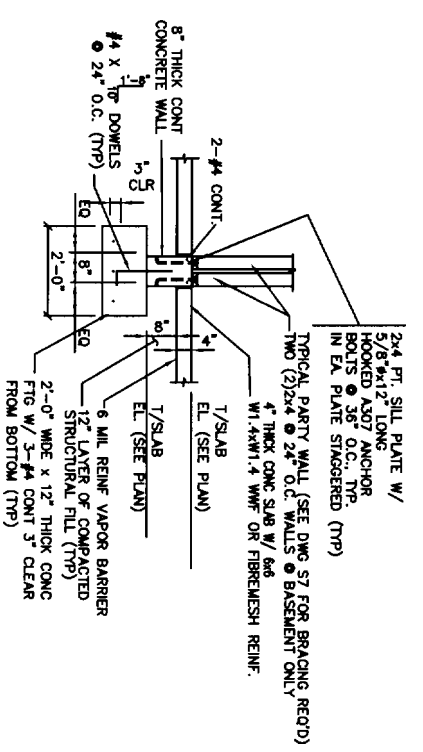 2x4 PT. SILL PLATE W/
5/8"øx12" LONG
HOOKED A307 ANCHOR
BOLTS @ 36" O.C., TYP.
IN EA. PLATE STAGGERED (TYP)
TYPICAL PARTY WALL (SEE DWG S7 FOR BRACING REQ'D)
TWO (2)2x4 @ 24" O.C. WALLS @ BASEMENT ONLY
4" THICK CONC SLAB W/ 6x6
W1.4xW1.4 WWF OR FIBREMESH REINF.
T/SLAB
EL (SEE PLAN)
T/SLAB
EL (SEE PLAN)
6 MIL REINF VAPOR BARRIER
12" LAYER OF COMPACTED
STRUCTURAL FILL (TYP)
2'-0" WIDE x 12" THICK CONC
FTG W/ 3-#4 CONT 3" CLEAR
FROM BOTTOM (TYP)
2-#4 CONT.
8" THICK CONT
CONCRETE WALL
#4 X
10" DOWELS
@ 24" O.C. (TYP)
3"
CLR
4"
8"
EQ
8"
EQ
2'-0"